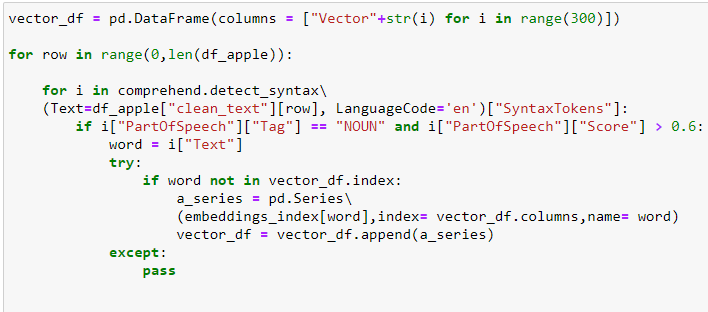 vector_df = pd.DataFrame(columns = ["Vector"+str(i) for i in range(300)])
for row in range(0,len(df_apple)):
    for i in comprehend.detect_syntax\
    (Text=df_apple["clean_text"][row], LanguageCode='en')["SyntaxTokens"]:
        if i["PartOfSpeech"]["Tag"] == "NOUN" and i["PartOfSpeech"]["Score"] > 0.6:
            word = i["Text"]
            try:
                if word not in vector_df.index:
                    a_series = pd.Series\
                    (embeddings_index[word],index= vector_df.columns,name= word)
                    vector_df = vector_df.append(a_series)
            except:
                pass